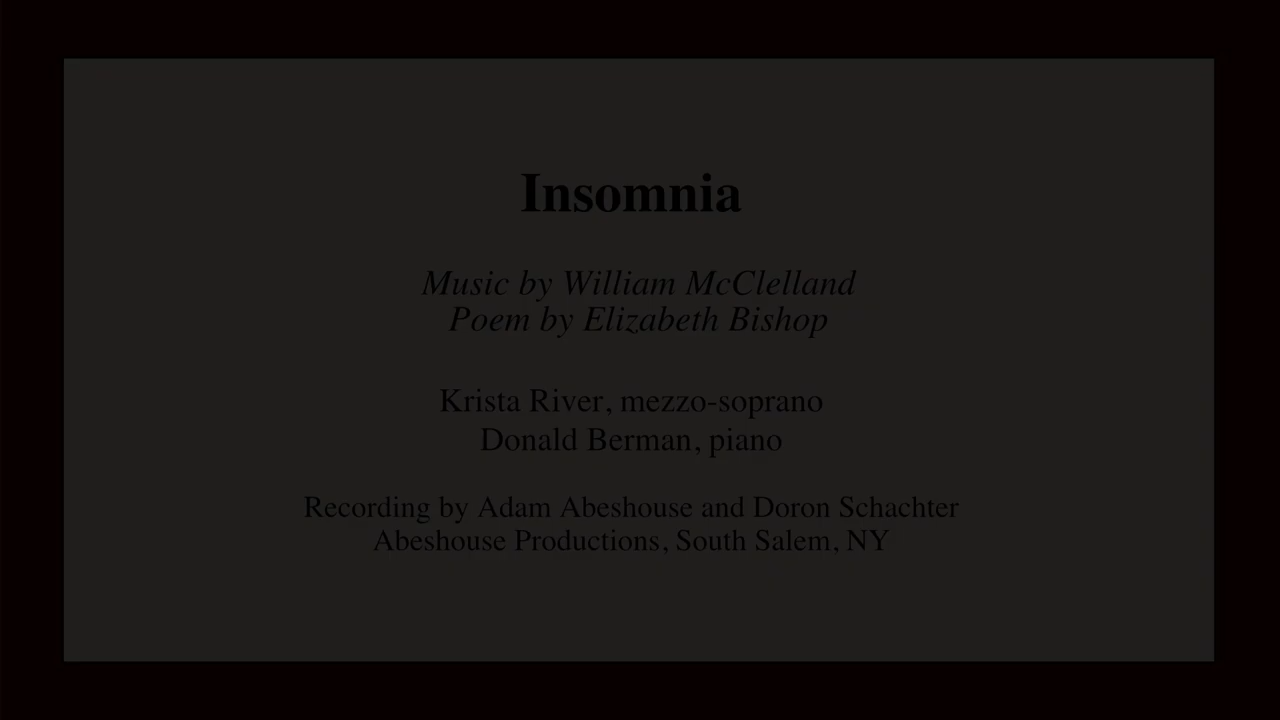 Insomnia
Music by William McClelland
Poem by Elizabeth Bishop
Krista River, mezzo-soprano
Donald Berman, piano
Recording by Adam Abeshouse and Doron Schachter
Abeshouse Productions, South Salem, NY